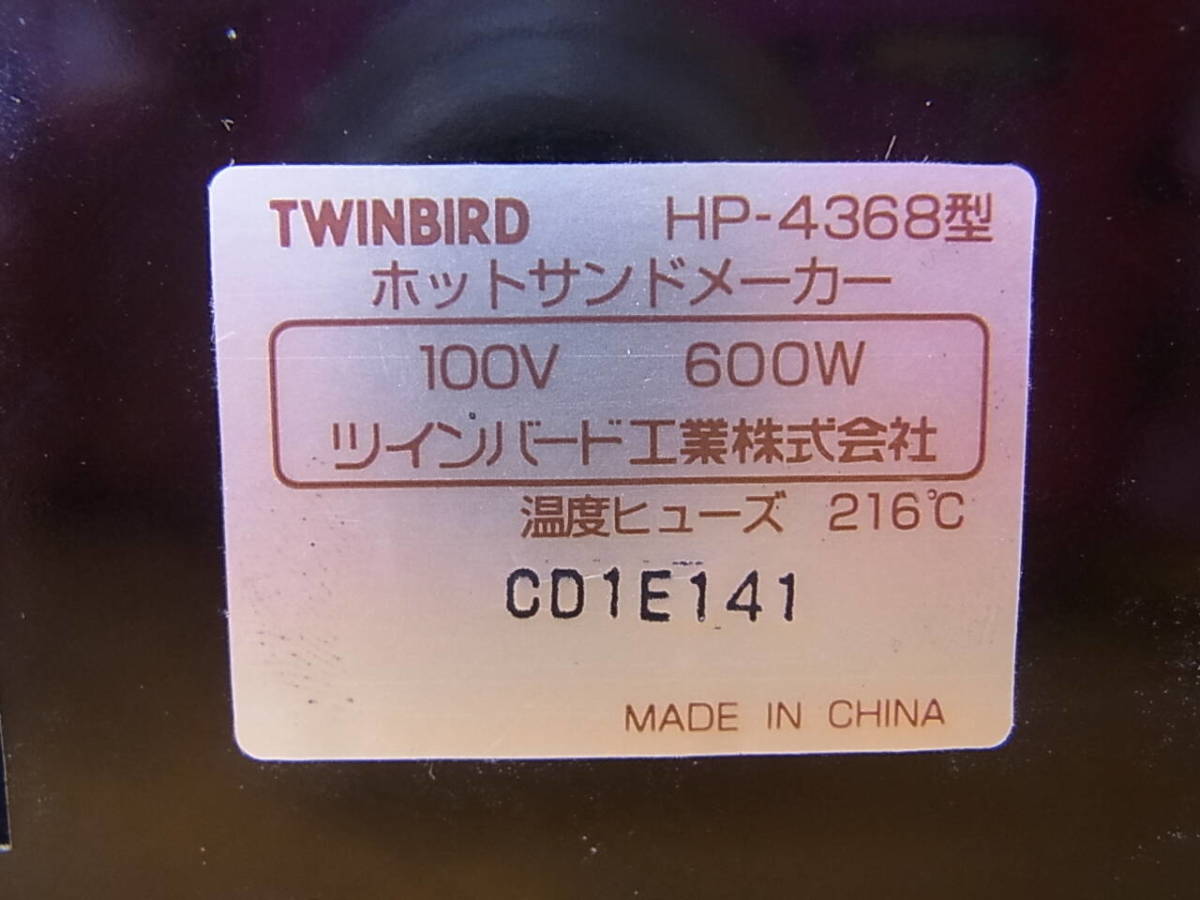 TWINBIRD HP-4368型
ホットサンドメーカー
100V 600W
ツインバード工業株式会社
温度ヒューズ 216℃
CD1E141
MADE IN CHINA